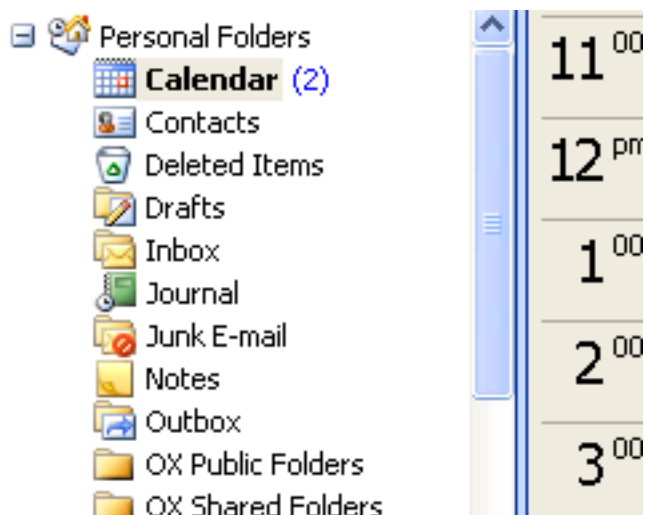 Personal Folders
Calendar (2)
Contacts
Deleted Items
Drafts
Inbox
Journal
Junk E-mail
Notes
Outbox
OX Public Folders
OX Shared Folders
11 00
12 pm
1 00
2 00
3 00